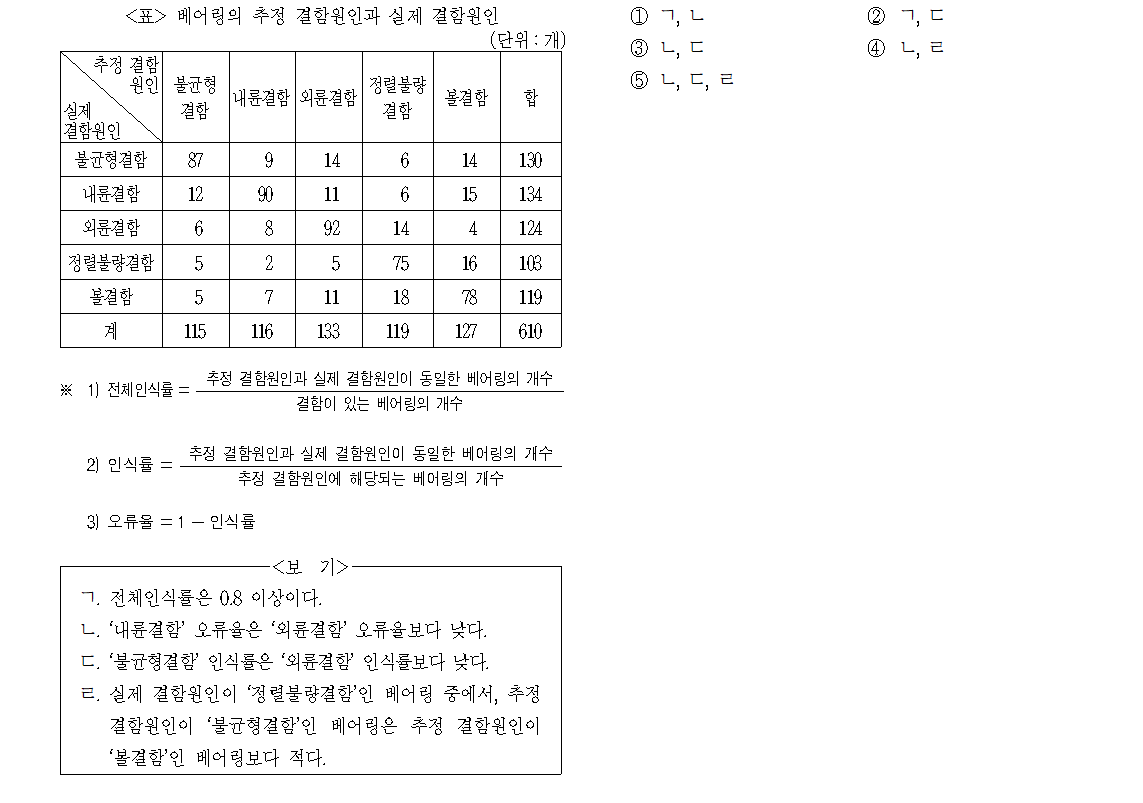 <표> 베어링의 추정 결함원인과 실제 결함원인
(단위 : 개)
추정 결함원인 실제 결함원인 불균형결함 내륜결함 외륜결함 정렬불량결함 볼결함 합
불균형결함 87 9 14 6 14 130
내륜결함 12 90 11 6 15 134
외륜결함 6 8 92 14 4 124
정렬불량결함 5 2 5 75 16 103
볼결함 5 7 11 18 78 119
계 115 116 133 119 127 610
※ 1) 전체인식률 = 추정 결함원인과 실제 결함원인이 동일한 베어링의 개수
결함이 있는 베어링의 개수
2) 인식률 = 추정 결함원인과 실제 결함원인이 동일한 베어링의 개수
추정 결함원인에 해당되는 베어링의 개수
3) 오류율 = 1 − 인식률
<보 기>
ㄱ. 전체인식률은 0.8 이상이다.
ㄴ. ‘내륜결함’ 오류율은 ‘외륜결함’ 오류율보다 낮다.
ㄷ. ‘불균형결함’ 인식률은 ‘외륜결함’ 인식률보다 낮다.
ㄹ. 실제 결함원인이 ‘정렬불량결함’인 베어링 중에서, 추정
결함원인이 ‘불균형결함’인 베어링은 추정 결함원인이
‘볼결함’인 베어링보다 적다.
① ㄱ, ㄴ ② ㄱ, ㄷ
③ ㄴ, ㄷ ④ ㄴ, ㄹ
⑤ ㄴ, ㄷ, ㄹ